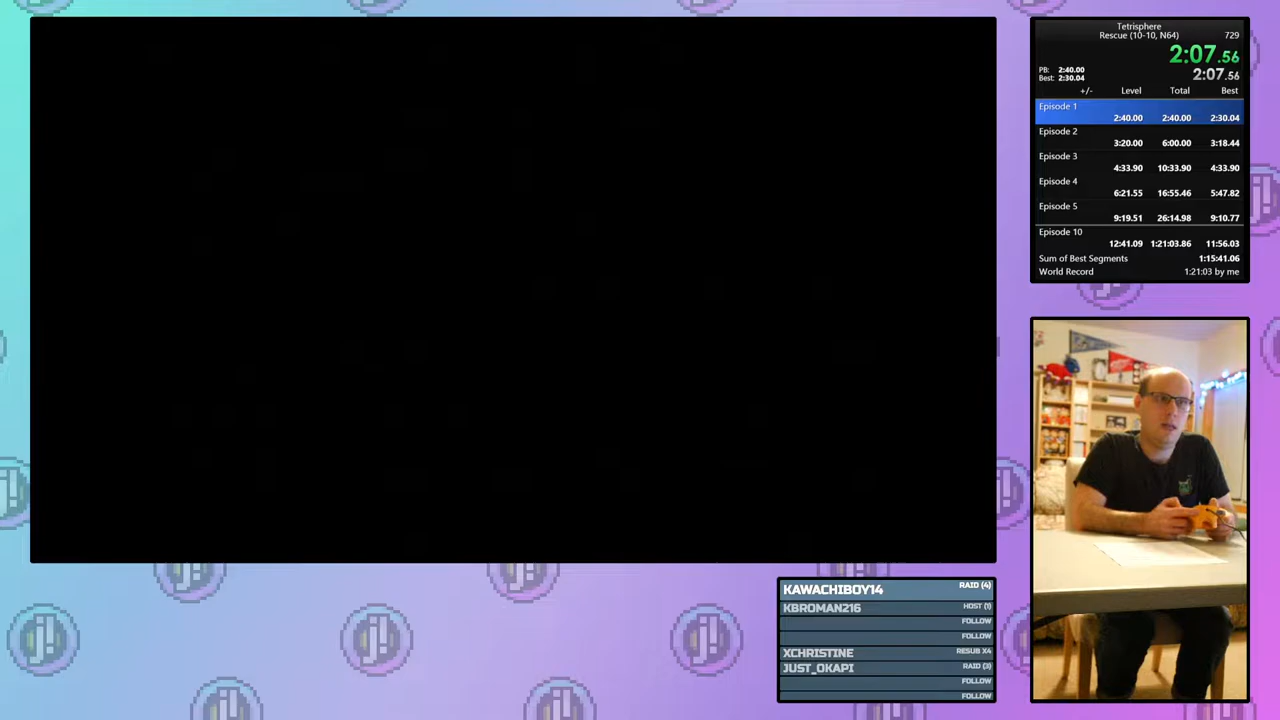 Tetrisphere
Rescue (10-10, N64) 729
2:07.56
PB: 2:40.00
Best: 2:30.04
2:07.56
+/- Level Total Best
Episode 1
2:40.00 2:40.00 2:30.04
Episode 2
3:20.00 6:00.00 3:18.44
Episode 3
4:33.90 10:33.90 4:33.90
Episode 4
6:21.55 16:55.46 5:47.82
Episode 5
9:19.51 26:14.98 9:10.77
Episode 10
12:41.09 1:21:03.86 11:56.03
Sum of Best Segments 1:15:41.06
World Record 1:21:03 by me
KAWACHIBOY14 RAID (4)
KBROMAN216 HOST (1)
FOLLOW
FOLLOW
XCHRISTINE RESUB X4
JUST_OKAPI RAID (3)
FOLLOW
FOLLOW